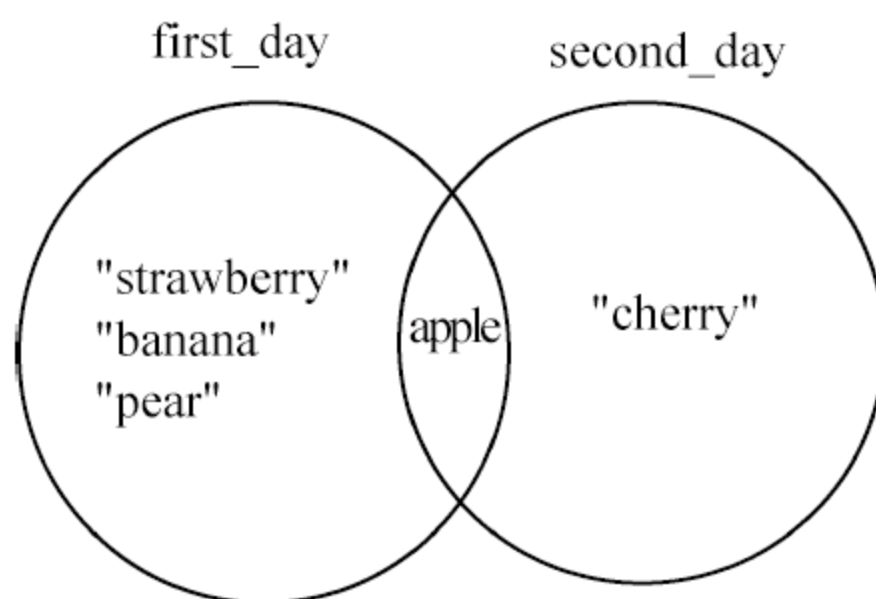 first_day
second_day
"strawberry"
"banana"
"pear"
apple
"cherry"